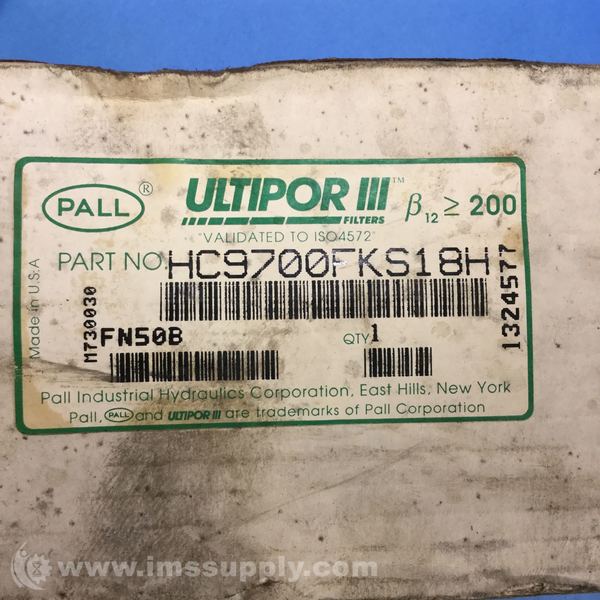 PALL ®
ULTIPOR III™
FILTERS
β12 ≥ 200
"VALIDATED TO ISO4572"
PART NO. HC9700FKS18H
Made in U.S.A
M730030
FN50B
QTY 1
1324577
Pall Industrial Hydraulics Corporation, East Hills, New York
Pall, PALL and ULTIPOR III are trademarks of Pall Corporation
www.imssupply.com